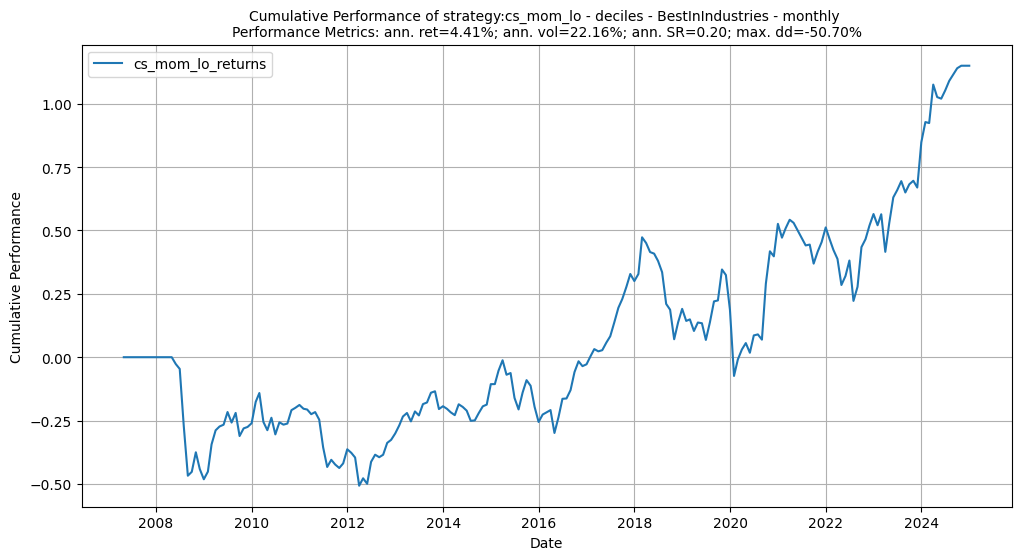 Cumulative Performance of strategy:cs_mom_lo - deciles - BestInIndustries - monthly
Performance Metrics: ann. ret=4.41%; ann. vol=22.16%; ann. SR=0.20; max. dd=-50.70%
cs_mom_lo_returns
Cumulative Performance
1.00
0.75
0.50
0.25
0.00
−0.25
−0.50
2008 2010 2012 2014 2016 2018 2020 2022 2024
Date